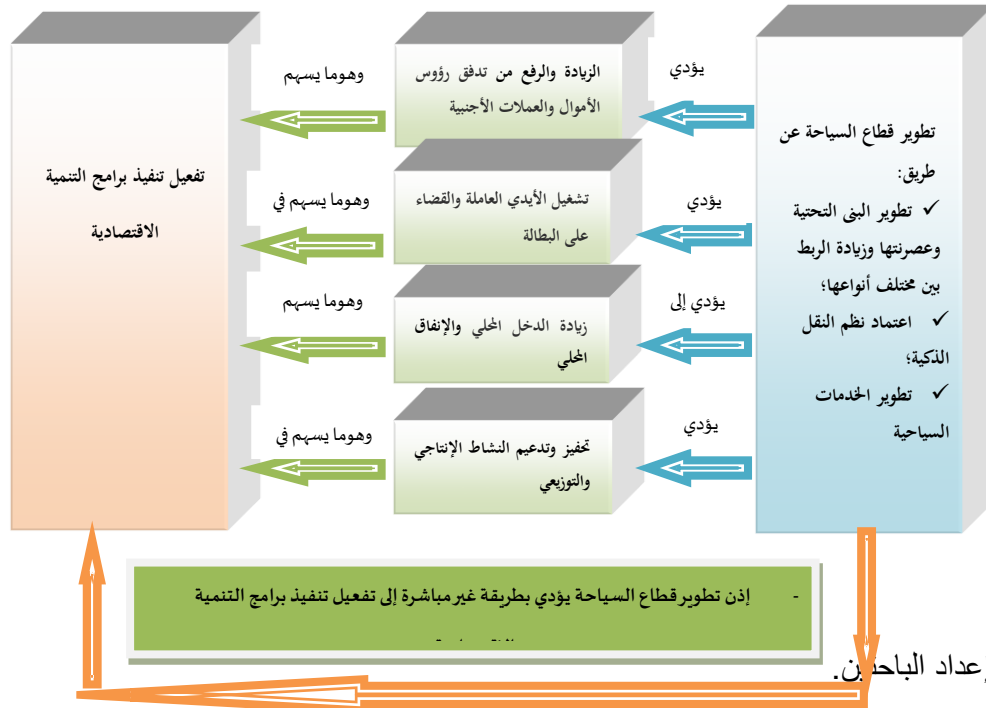 تطوير قطاع السياحة عن
طريق:
✓ تطوير البنى التحتية
وعصرنتها وزيادة الربط
بين مختلف أنواعها؛
✓ اعتماد نظم النقل
الذكية؛
✓ تطوير الخدمات
السياحية
يؤدي
الزيادة والرفع من تدفق رؤوس
الأموال والعملات الأجنبية
وهوما يسهم
يؤدي
تشغيل الأيدي العاملة والقضاء
على البطالة
وهوما يسهم في
يؤدي إلى
زيادة الدخل المحلي والإنفاق
المحلي
وهوما يسهم
يؤدي
تحفيز وتدعيم النشاط الإنتاجي
والتوزيعي
وهوما يسهم في
تفعيل تنفيذ برامج التنمية
الاقتصادية
- إذن تطوير قطاع السياحة يؤدي بطريقة غير مباشرة إلى تفعيل تنفيذ برامج التنمية
إعداد الباحثين.